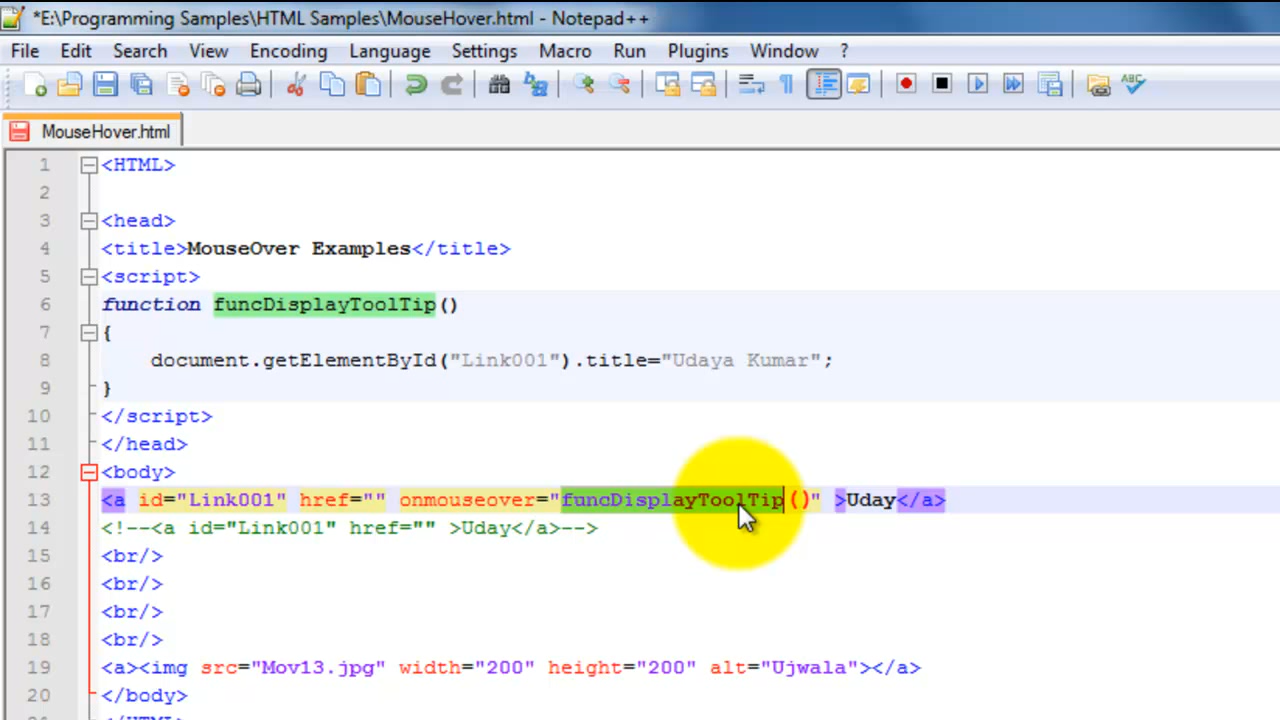 *E:\Programming Samples\HTML Samples\MouseHover.html - Notepad++
File Edit Search View Encoding Language Settings Macro Run Plugins Window ?
MouseHover.html
1 <HTML>
2
3 <head>
4 <title>MouseOver Examples</title>
5 <script>
6 function funcDisplayToolTip()
7 {
8 document.getElementById("Link001").title="Udaya Kumar";
9 }
10 </script>
11 </head>
12 <body>
13 <a id="Link001" href="" onmouseover="funcDisplayToolTip()" >Uday</a>
14 <!--<a id="Link001" href="" >Uday</a>-->
15 <br/>
16 <br/>
17 <br/>
18 <br/>
19 <a><img src="Mov13.jpg" width="200" height="200" alt="Ujwala"></a>
20 </body>
21 </HTML>